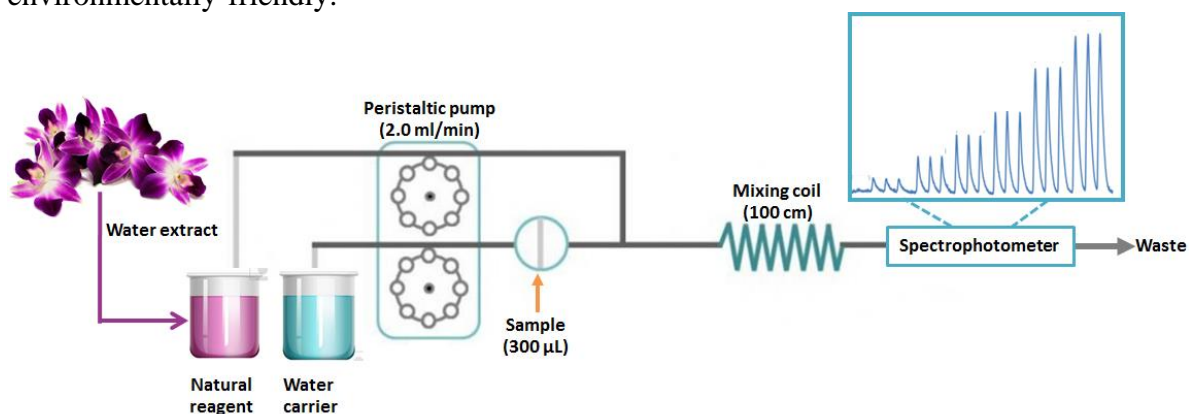 environmentally-friendly.
Peristaltic pump
(2.0 ml/min)
Mixing coil
(100 cm)
Water extract
Spectrophotometer
Waste
Sample
(300 µL)
Natural
reagent
Water
carrier